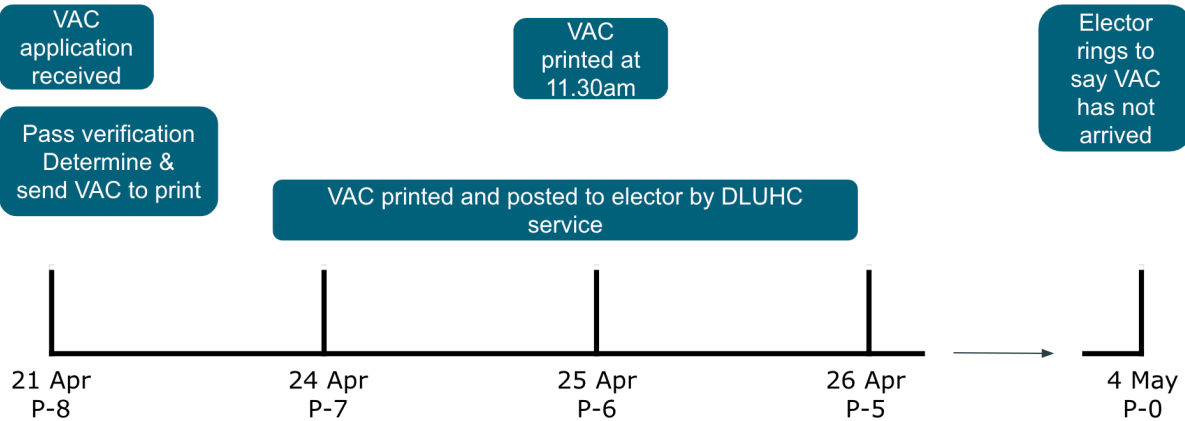 VAC
application
received
VAC
printed at
11.30am
Elector
rings to
say VAC
has not
arrived
Pass verification
Determine &
send VAC to print
VAC printed and posted to elector by DLUHC
service
21 Apr
P-8
24 Apr
P-7
25 Apr
P-6
26 Apr
P-5
4 May
P-0